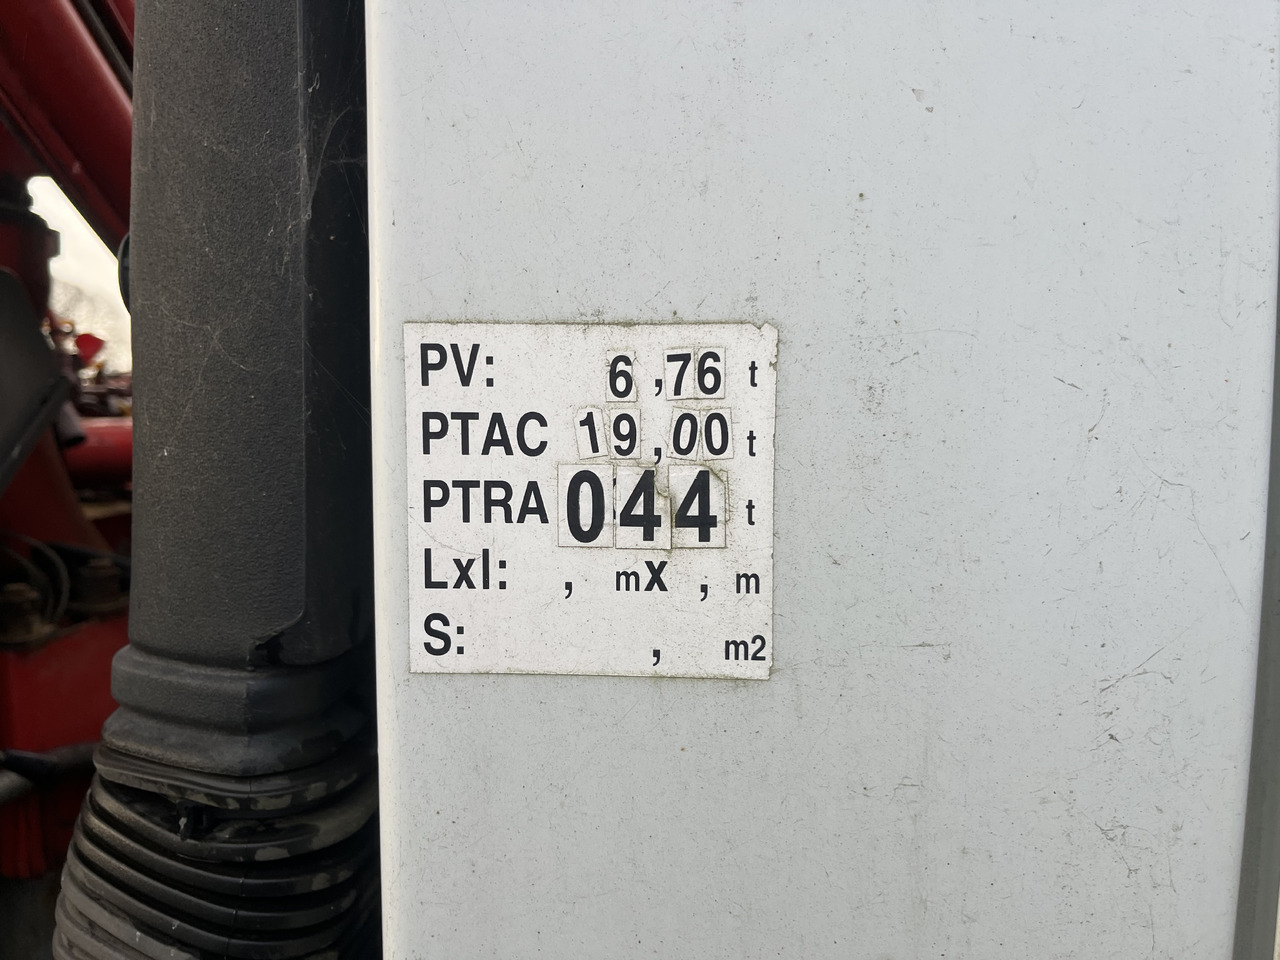 PV: 6,76 t
PTAC 19,00 t
PTRA 044 t
Lxl: , mx , m
S: , m2